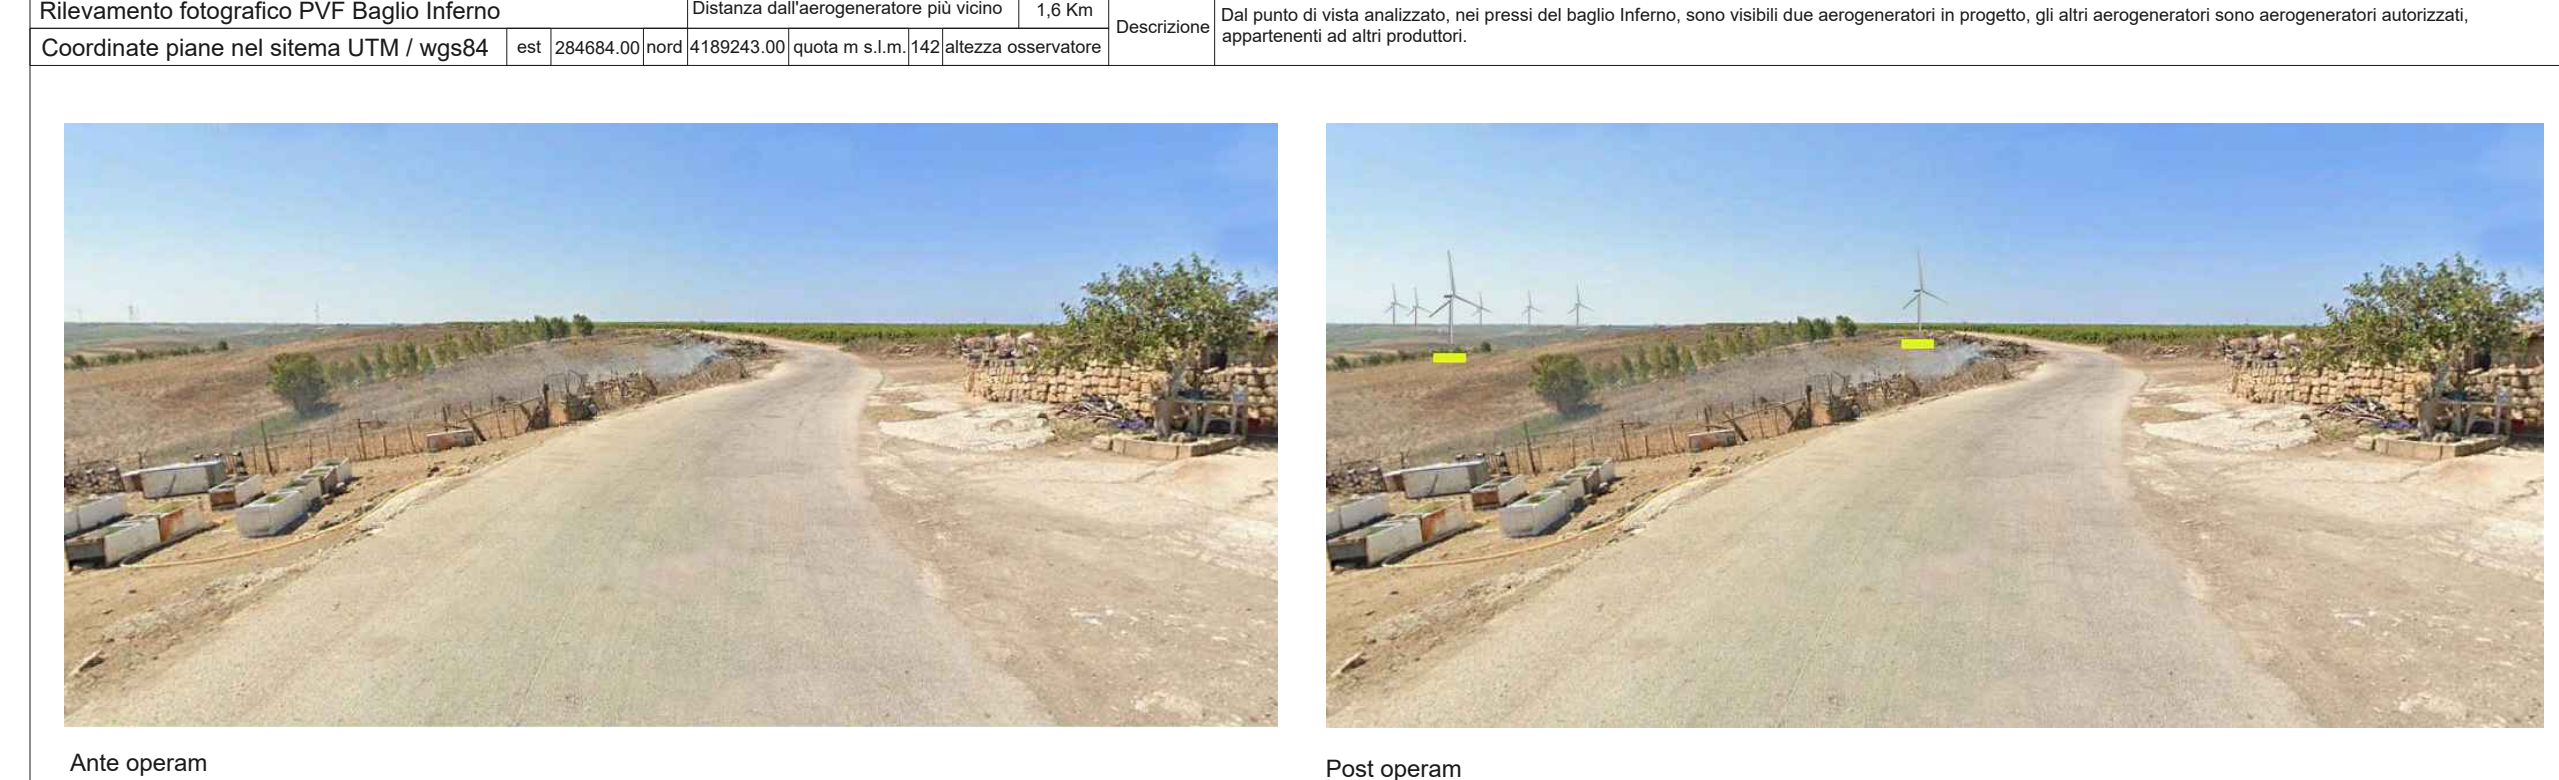 Rilevamento fotografico PVF Baglio Inferno
Distanza dall'aerogeneratore più vicino 1,6 Km
Coordinate piane nel sitema UTM / wgs84 est 284684.00 nord 4189243.00 quota m s.l.m. 142 altezza osservatore
Descrizione
Dal punto di vista analizzato, nei pressi del baglio Inferno, sono visibili due aerogeneratori in progetto, gli altri aerogeneratori sono aerogeneratori autorizzati,
appartenenti ad altri produttori.
Ante operam
Post operam